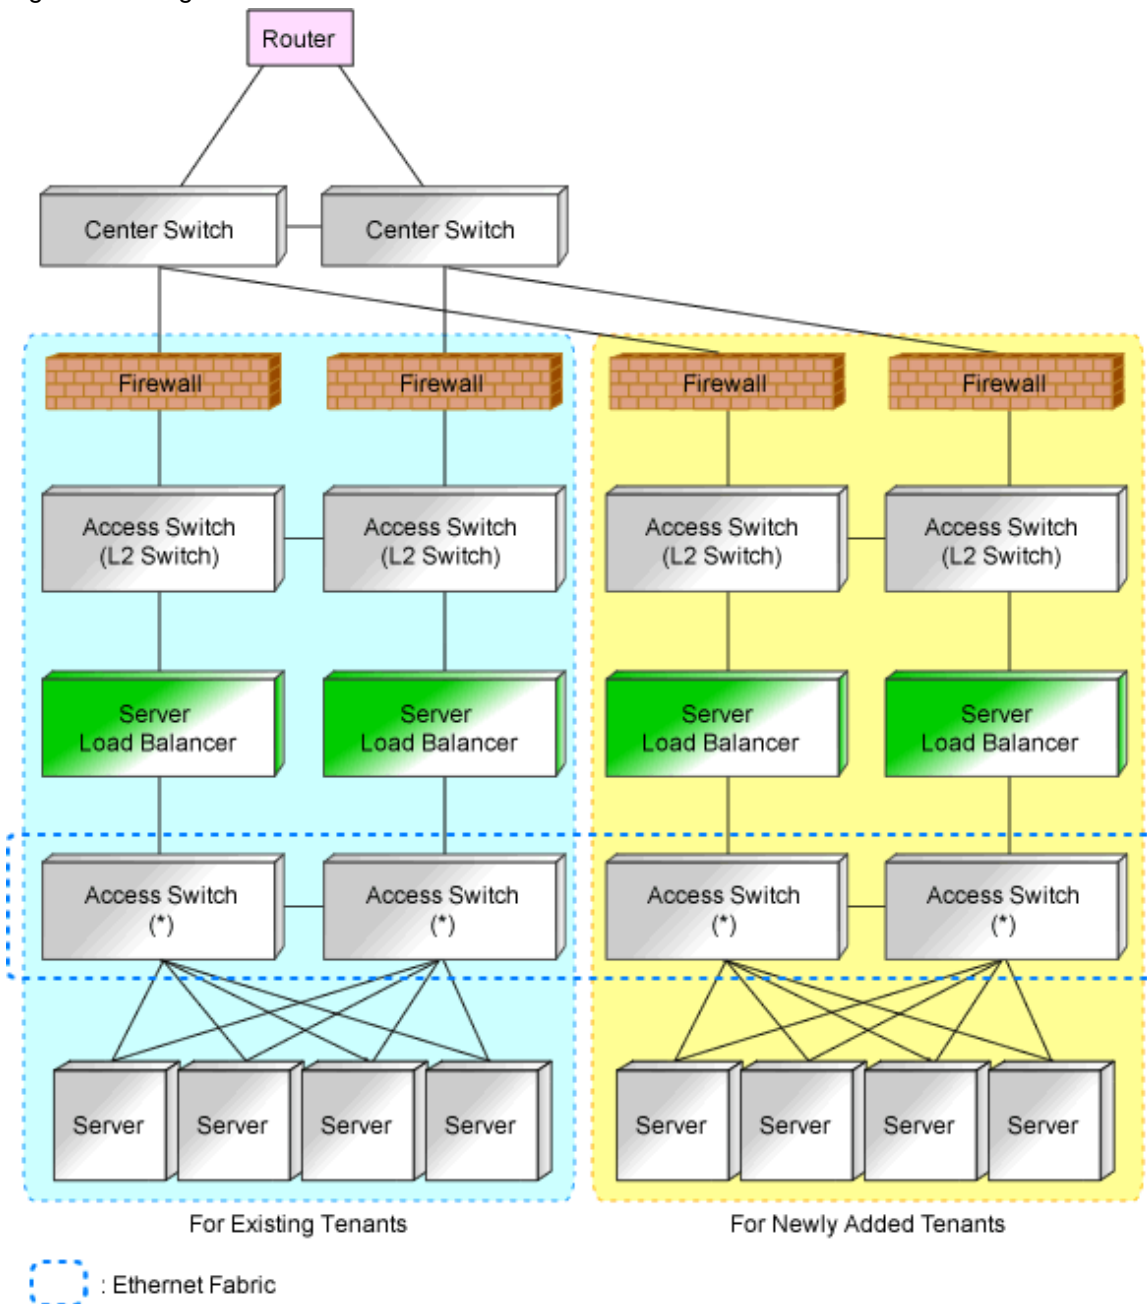 Router
Center Switch
Center Switch
Firewall
Firewall
Firewall
Firewall
Access Switch
(L2 Switch)
Access Switch
(L2 Switch)
Access Switch
(L2 Switch)
Access Switch
(L2 Switch)
Server
Load Balancer
Server
Load Balancer
Server
Load Balancer
Server
Load Balancer
Access Switch
(*)
Access Switch
(*)
Access Switch
(*)
Access Switch
(*)
Server
Server
Server
Server
Server
Server
Server
Server
For Existing Tenants
For Newly Added Tenants
: Ethernet Fabric